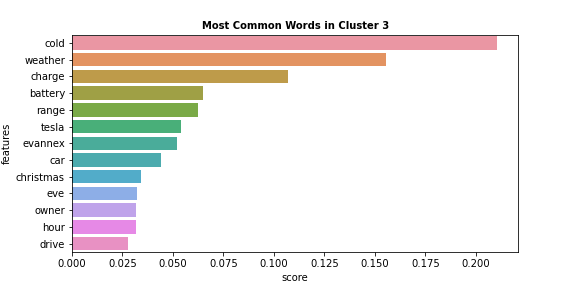 Most Common Words in Cluster 3
features
cold
weather
charge
battery
range
tesla
evannex
car
christmas
eve
owner
hour
drive
0.000 0.025 0.050 0.075 0.100 0.125 0.150 0.175 0.200
score